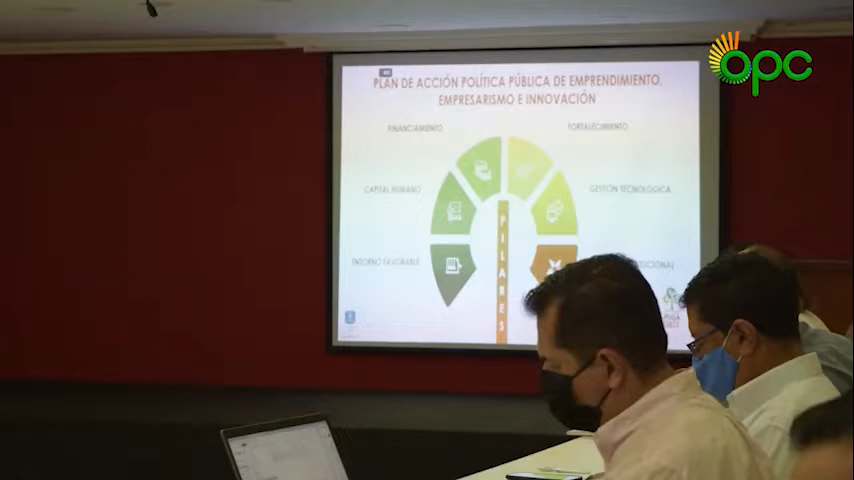 opc
PLAN DE ACCIÓN POLÍTICA PÚBLICA DE EMPRENDIMIENTO,
EMPRESARISMO E INNOVACIÓN
FINANCIAMIENTO
FORTALECIMIENTO
CAPITAL HUMANO
GESTIÓN TECNOLÓGICA
ENTORNO FAVORABLE
PILARES